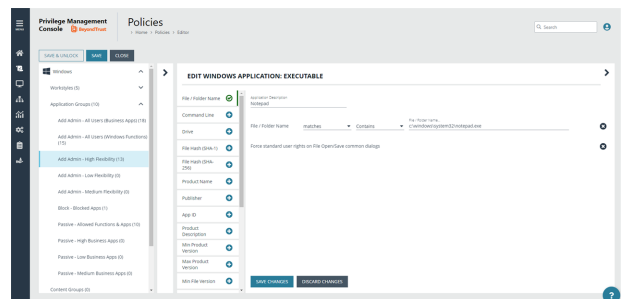 MENU
Privilege Management
Console BeyondTrust
Policies
> Home > Policies > Editor
Search
SAVE & UNLOCK
SAVE
CLOSE
Windows
Workstyles (5)
Application Groups (10)
Add Admin - All Users (Business Apps) (18)
Add Admin - All Users (Windows Functions)
(15)
Add Admin - High Flexibility (13)
Add Admin - Low Flexibility (0)
Add Admin - Medium Flexibility (0)
Block - Blocked Apps (1)
Passive - Allowed Functions & Apps (10)
Passive - High Business Apps (0)
Passive - Low Business Apps (0)
Passive - Medium Business Apps (0)
Content Groups (0)
EDIT WINDOWS APPLICATION: EXECUTABLE
File / Folder Name
Command Line
Drive
File Hash (SHA-1)
File Hash (SHA-
256)
Product Name
Publisher
App ID
Product
Description
Min Product
Version
Max Product
Version
Min File Version
Application Description
Notepad
File / Folder Name
matches
Contains
File / folder name..
c:\windows\system32\notepad.exe
Force standard user rights on File Open/Save common dialogs
SAVE CHANGES
DISCARD CHANGES
?